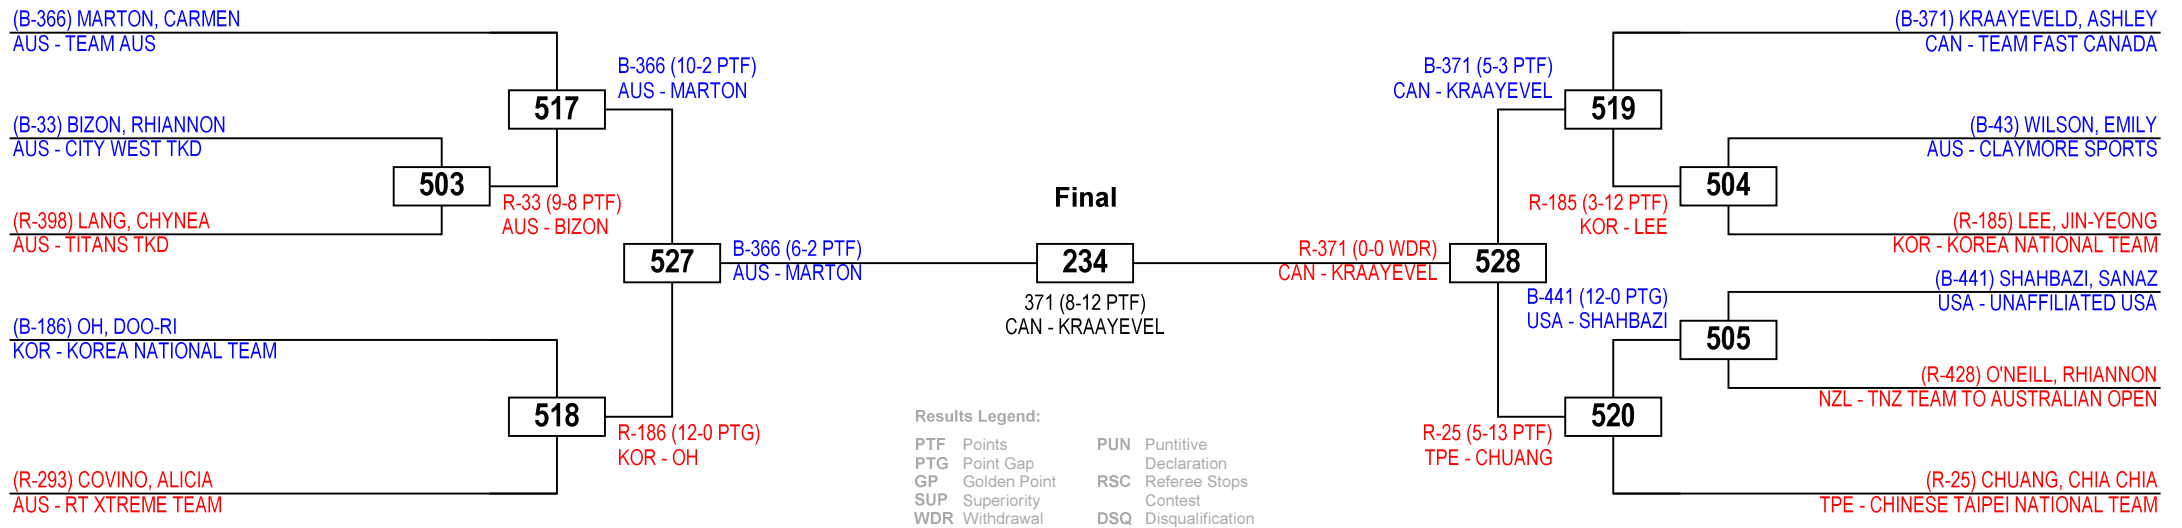 (B-366) MARTON, CARMEN
AUS - TEAM AUS
B-366 (10-2 PTF)
AUS - MARTON
517
(B-33) BIZON, RHIANNON
AUS - CITY WEST TKD
503
R-33 (9-8 PTF)
AUS - BIZON
(R-398) LANG, CHYNEA
AUS - TITANS TKD
527
B-366 (6-2 PTF)
AUS - MARTON
(B-186) OH, DOO-RI
KOR - KOREA NATIONAL TEAM
518
R-186 (12-0 PTG)
KOR - OH
(R-293) COVINO, ALICIA
AUS - RT XTREME TEAM
Final
234
371 (8-12 PTF)
CAN - KRAAYEVEL
(B-371) KRAAYEVELD, ASHLEY
CAN - TEAM FAST CANADA
B-371 (5-3 PTF)
CAN - KRAAYEVEL
519
(B-43) WILSON, EMILY
AUS - CLAYMORE SPORTS
504
R-185 (3-12 PTF)
KOR - LEE
(R-185) LEE, JIN-YEONG
KOR - KOREA NATIONAL TEAM
R-371 (0-0 WDR)
CAN - KRAAYEVEL
528
(B-441) SHAHBAZI, SANAZ
USA - UNAFFILIATED USA
B-441 (12-0 PTG)
USA - SHAHBAZI
505
(R-428) O'NEILL, RHIANNON
NZL - TNZ TEAM TO AUSTRALIAN OPEN
520
R-25 (5-13 PTF)
TPE - CHUANG
(R-25) CHUANG, CHIA CHIA
TPE - CHINESE TAIPEI NATIONAL TEAM
Results Legend:
PTF Points
PTG Point Gap
GP Golden Point
SUP Superiority
WDR Withdrawal
PUN Puntitive
Declaration
RSC Referee Stops
Contest
DSQ Disqualification